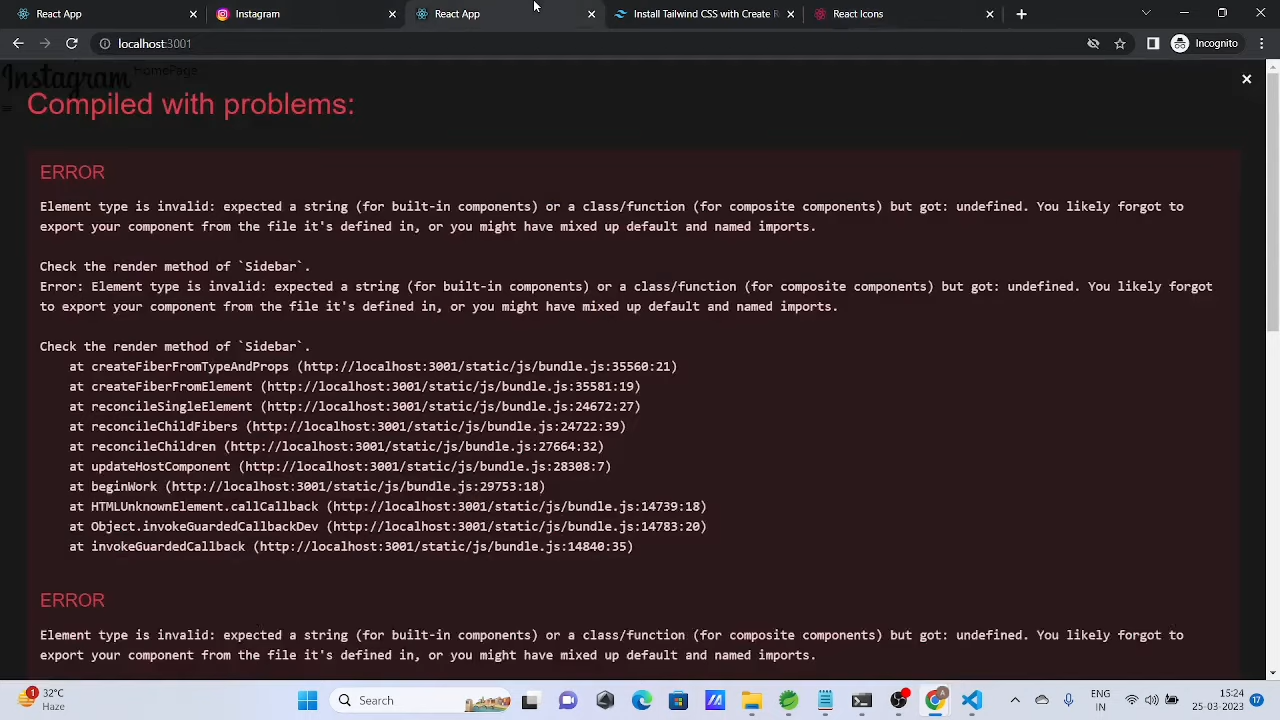 React App
Instagram
React App
Install Tailwind CSS with Create R
React Icons
localhost:3001
Incognito
Instagram
HomePage
Compiled with problems:
ERROR
Element type is invalid: expected a string (for built-in components) or a class/function (for composite components) but got: undefined. You likely forgot to
export your component from the file it's defined in, or you might have mixed up default and named imports.
Check the render method of `Sidebar`.
Error: Element type is invalid: expected a string (for built-in components) or a class/function (for composite components) but got: undefined. You likely forgot
to export your component from the file it's defined in, or you might have mixed up default and named imports.
Check the render method of `Sidebar`.
at createFiberFromTypeAndProps (http://localhost:3001/static/js/bundle.js:35560:21)
at createFiberFromElement (http://localhost:3001/static/js/bundle.js:35581:19)
at reconcileSingleElement (http://localhost:3001/static/js/bundle.js:24672:27)
at reconcileChildFibers (http://localhost:3001/static/js/bundle.js:24722:39)
at reconcileChildren (http://localhost:3001/static/js/bundle.js:27664:32)
at updateHostComponent (http://localhost:3001/static/js/bundle.js:28308:7)
at beginWork (http://localhost:3001/static/js/bundle.js:29753:18)
at HTMLUnknownElement.callCallback (http://localhost:3001/static/js/bundle.js:14739:18)
at Object.invokeGuardedCallbackDev (http://localhost:3001/static/js/bundle.js:14783:20)
at invokeGuardedCallback (http://localhost:3001/static/js/bundle.js:14840:35)
ERROR
Element type is invalid: expected a string (for built-in components) or a class/function (for composite components) but got: undefined. You likely forgot to
export your component from the file it's defined in, or you might have mixed up default and named imports.
1
32°C
Haze
Search
A
ENG
IN
15:24
25-03-2024
17